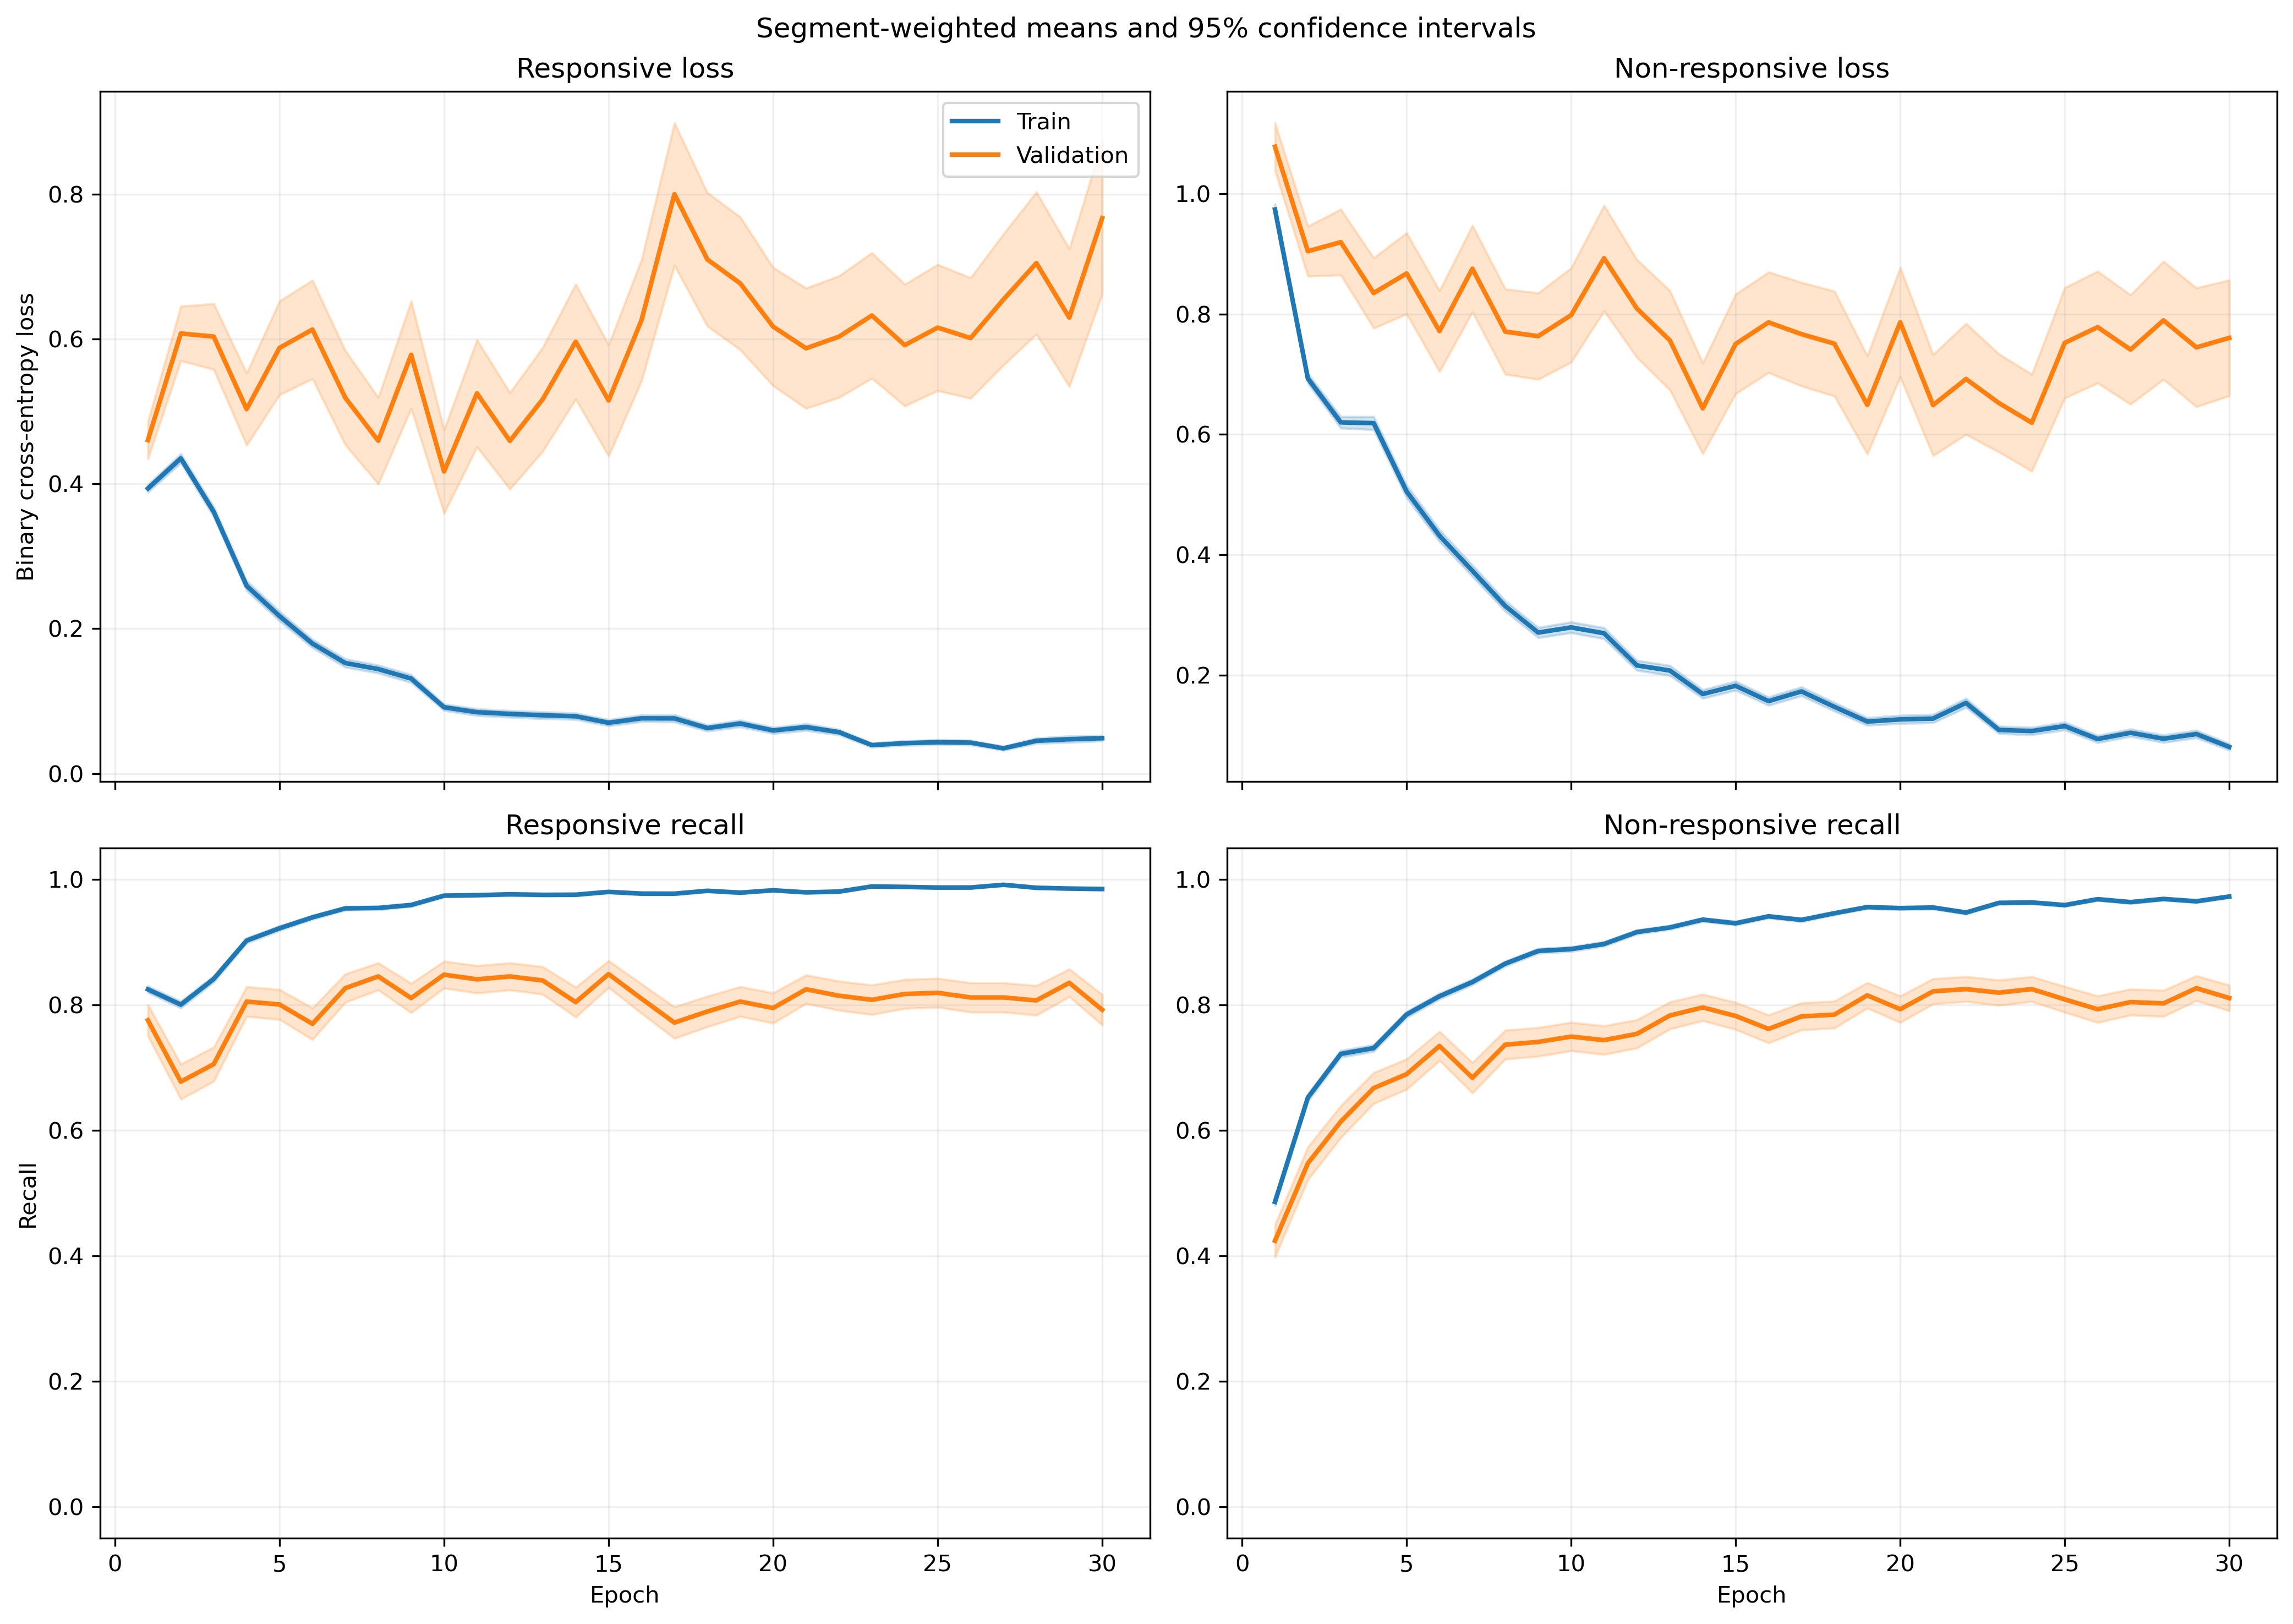 Segment-weighted means and 95% confidence intervals
Responsive loss
Non-responsive loss
Train
Validation
Binary cross-entropy loss
0.8
0.6
0.4
0.2
0.0
1.0
0.8
0.6
0.4
0.2
Responsive recall
Non-responsive recall
Recall
1.0
0.8
0.6
0.4
0.2
0.0
1.0
0.8
0.6
0.4
0.2
0.0
0 5 10 15 20 25 30
0 5 10 15 20 25 30
Epoch
Epoch